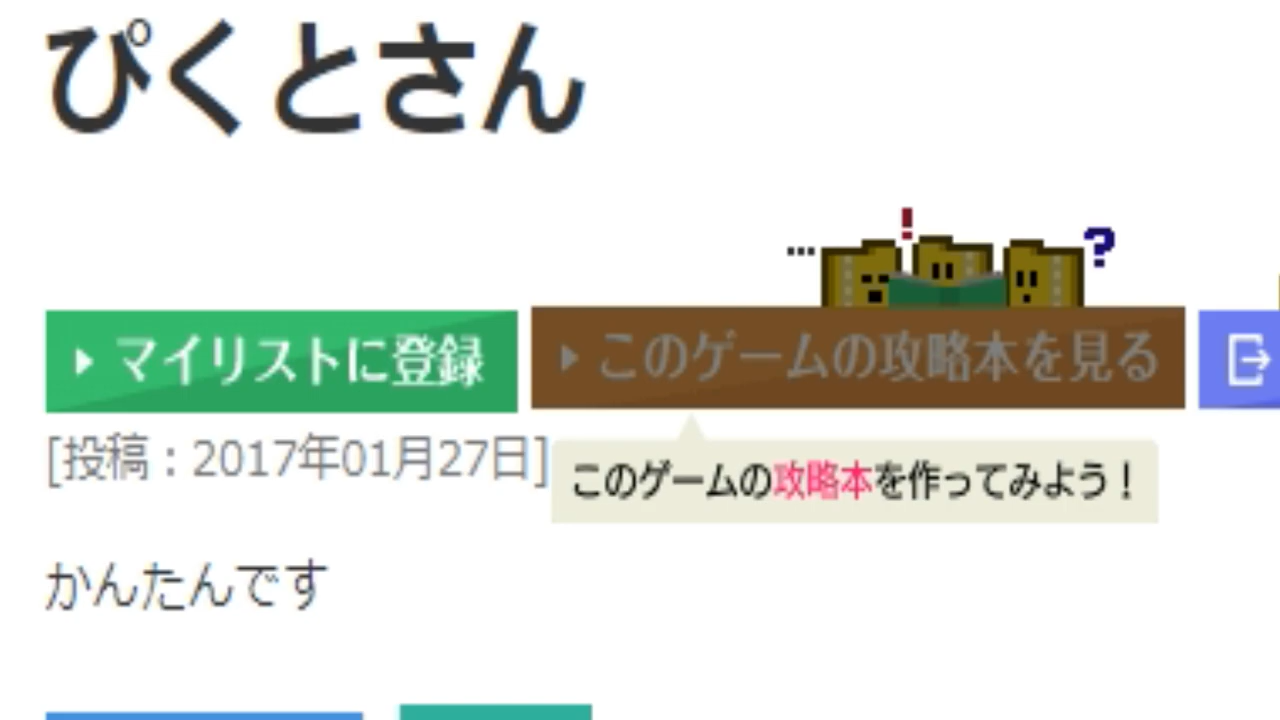 ぴくとさん
... ! ?
マイリストに登録
このゲームの攻略本を見る
[投稿：2017年01月27日]
このゲームの攻略本を作ってみよう！
かんたんです